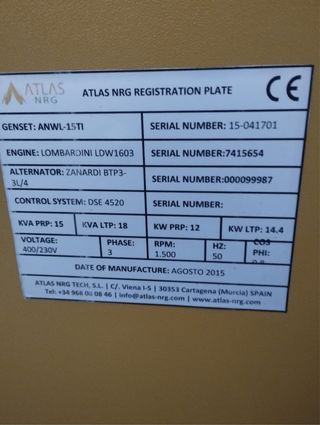 ATLAS NRG
ATLAS NRG REGISTRATION PLATE
CE
GENSET: ANWL-15TI
SERIAL NUMBER: 15-041701
ENGINE: LOMBARDINI LDW1603
SERIAL NUMBER:7415654
ALTERNATOR: ZANARDI BTP3-3L/4
SERIAL NUMBER:000099987
CONTROL SYSTEM: DSE 4520
SERIAL NUMBER:
KVA PRP: 15
KVA LTP: 18
KW PRP: 12
KW LTP: 14.4
VOLTAGE: 400/230V
PHASE: 3
RPM: 1.500
HZ: 50
COS PHI:
DATE OF MANUFACTURE: AGOSTO 2015
ATLAS NRG TECH, S.L. | C/. Viena I-5 | 30353 Cartagena (Murcia) SPAIN
Tel: +34 968 08 08 46 | info@atlas-nrg.com | www.atlas-nrg.com